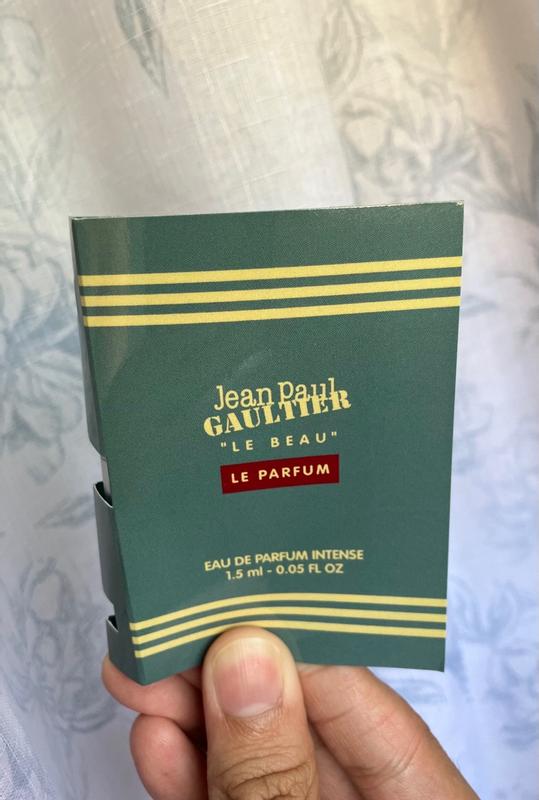 Jean Paul
GAULTIER
"LE BEAU"
LE PARFUM
EAU DE PARFUM INTENSE
1.5 ml - 0.05 FL OZ